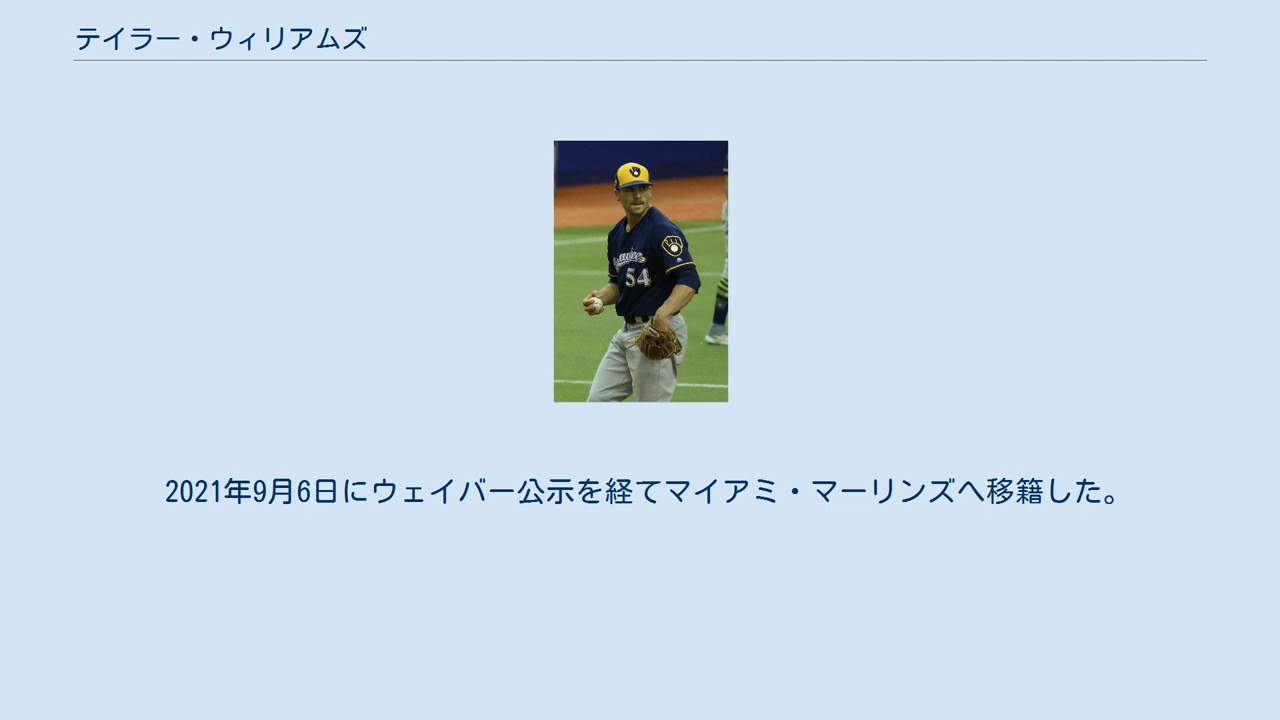 テイラー・ウィリアムズ
54
2021年9月6日にウェイバー公示を経てマイアミ・マーリンズへ移籍した。